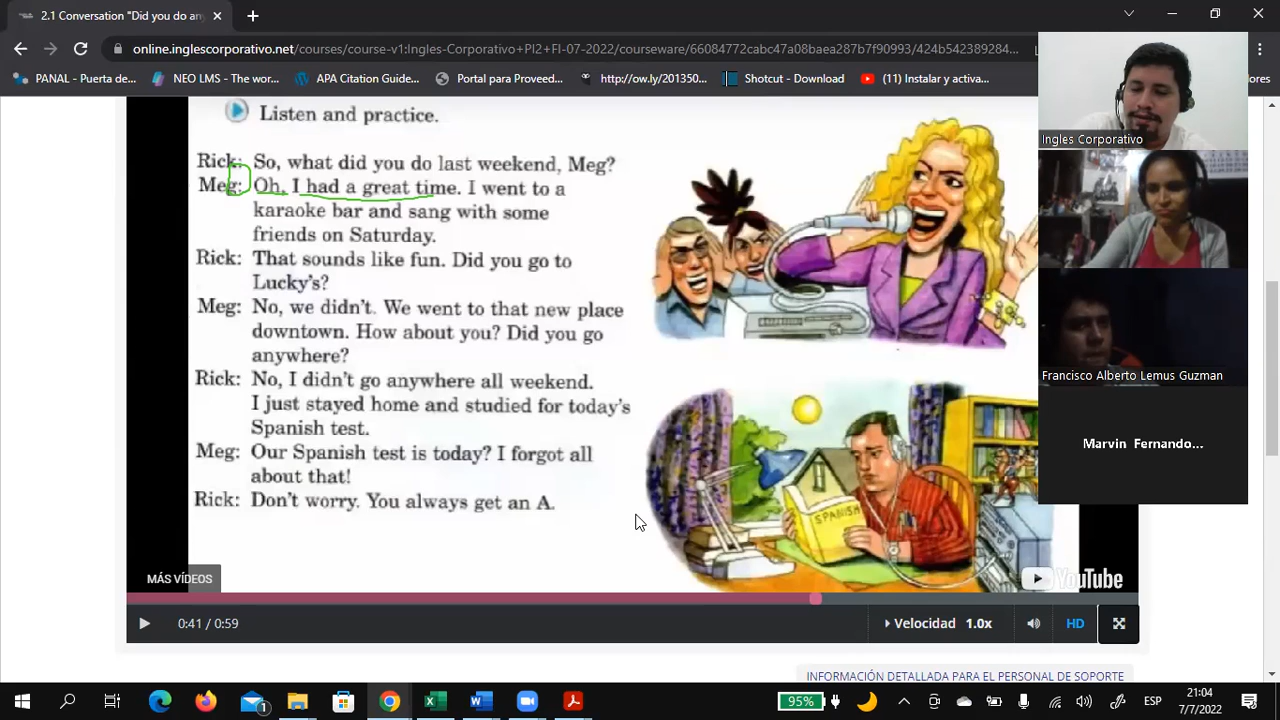 2.1 Conversation "Did you do an
online.inglescorporativo.net/courses/course-v1:Ingles-Corporativo+PI2+FI-07-2022/courseware/66084772cabc47a08baea287b7f90993/424b542389284...
PANAL - Puerta de...
NEO LMS - The wor...
APA Citation Guide...
Portal para Proveed...
http://ow.ly/201350...
Shotcut - Download
(11) Instalar y activa...
ores
Listen and practice.
Rick: So, what did you do last weekend, Meg?
Meg: Oh, I had a great time. I went to a
karaoke bar and sang with some
friends on Saturday.
Rick: That sounds like fun. Did you go to
Lucky's?
Meg: No, we didn't. We went to that new place
downtown. How about you? Did you go
anywhere?
Rick: No, I didn't go anywhere all weekend.
I just stayed home and studied for today's
Spanish test.
Meg: Our Spanish test is today? I forgot all
about that!
Rick: Don't worry. You always get an A.
SPANISH
Ingles Corporativo
Francisco Alberto Lemus Guzman
Marvin Fernando...
MÁS VÍDEOS
YouTube
0:41 / 0:59
Velocidad 1.0x
HD
INFORMACIÓN DETALLADA PARA EL PERSONAL DE SOPORTE
1
95%
ESP
21:04
7/7/2022